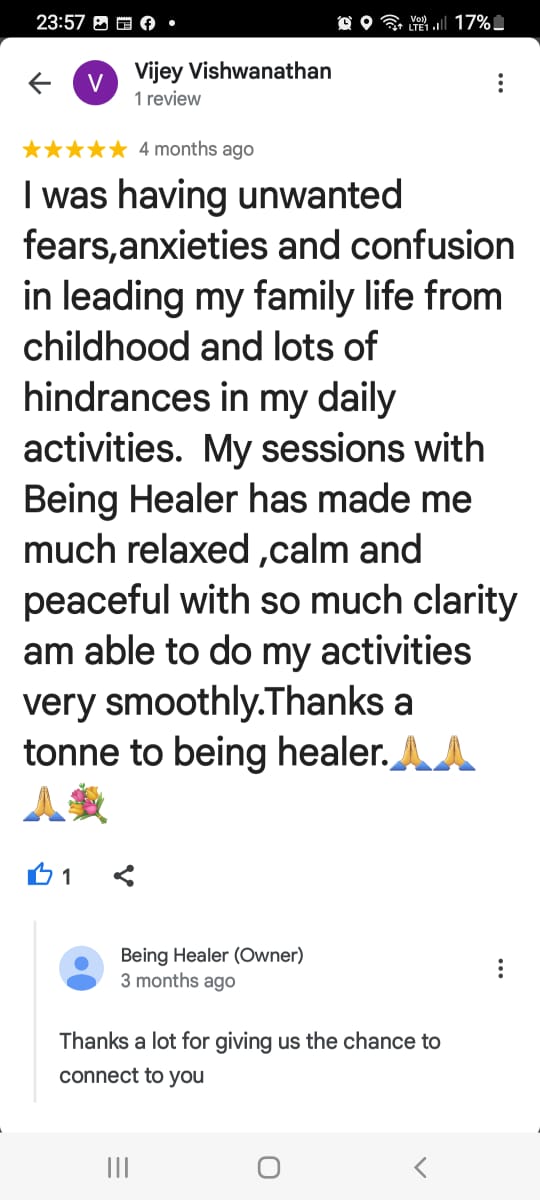 23:57
Vo))
LTE1
17%
V
Vijey Vishwanathan
1 review
★★★★★ 4 months ago
I was having unwanted
fears,anxieties and confusion
in leading my family life from
childhood and lots of
hindrances in my daily
activities.  My sessions with
Being Healer has made me
much relaxed ,calm and
peaceful with so much clarity
am able to do my activities
very smoothly.Thanks a
tonne to being healer.🙏🙏
🙏💐
1
Being Healer (Owner)
3 months ago
Thanks a lot for giving us the chance to
connect to you